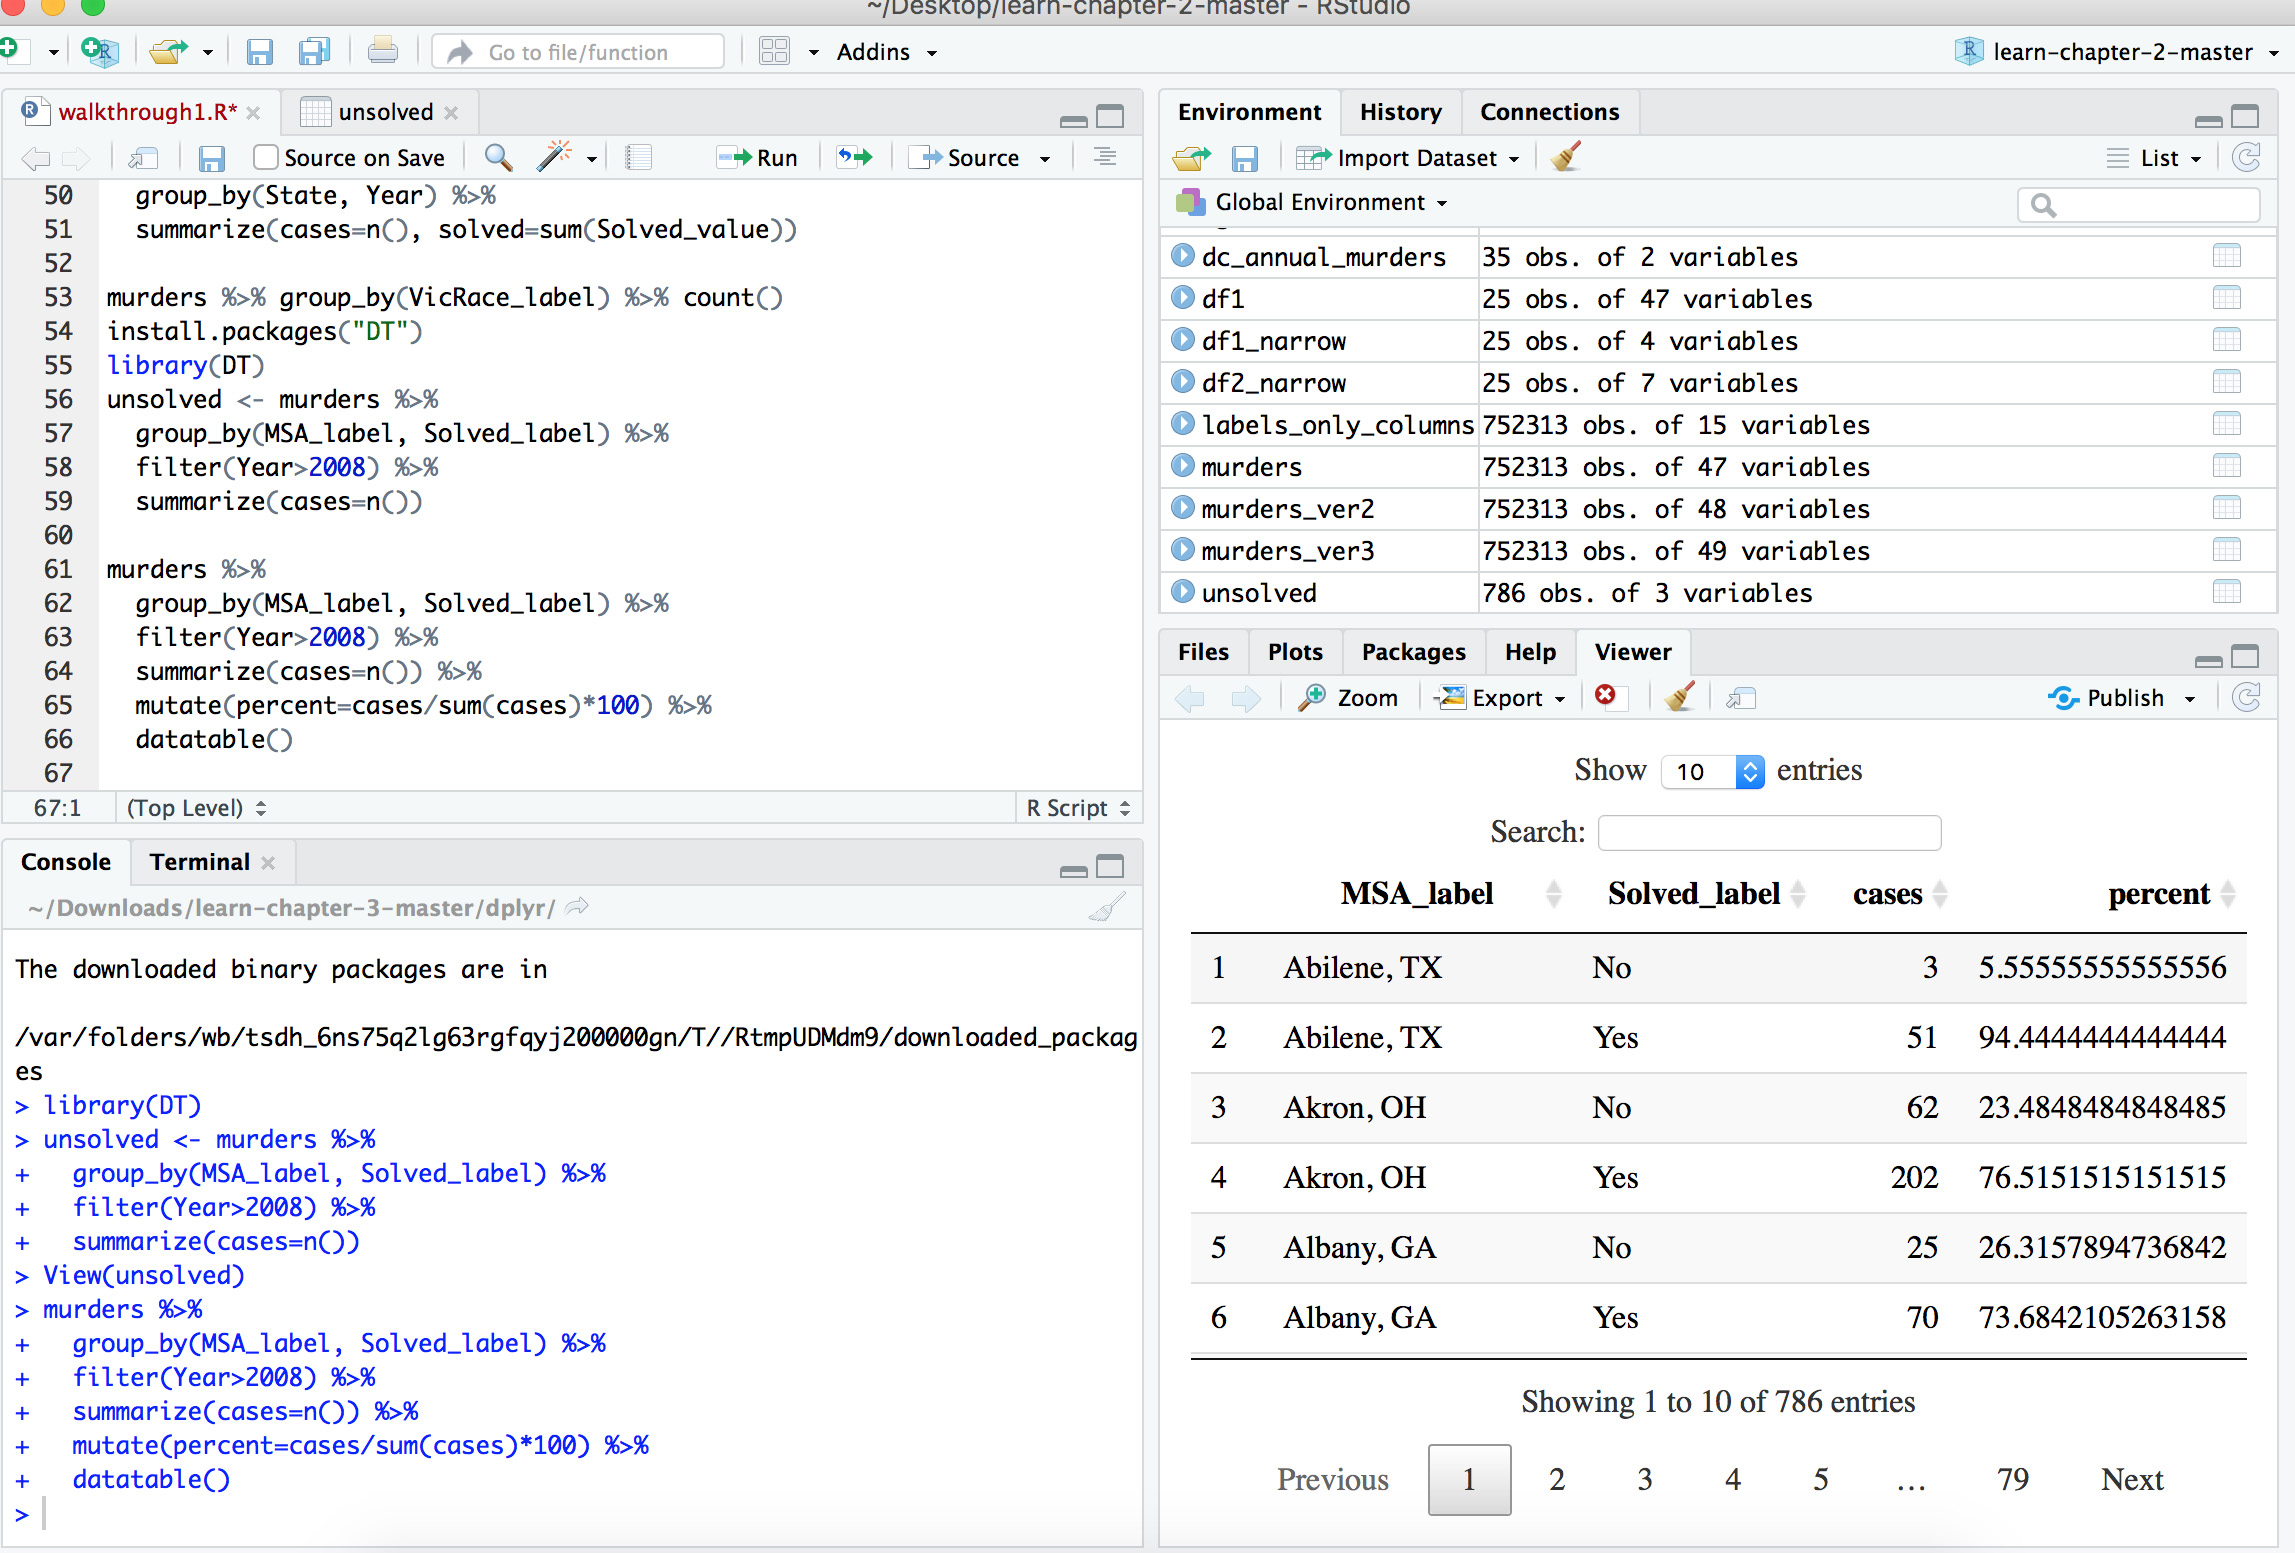 ~/Desktop/learn-chapter-2-master - RStudio
Go to file/function
Addins
learn-chapter-2-master
walkthrough1.R*
unsolved
Source on Save
Run
Source
50 group_by(State, Year) %>%
51 summarize(cases=n(), solved=sum(Solved_value))
52
53 murders %>% group_by(VicRace_label) %>% count()
54 install.packages("DT")
55 library(DT)
56 unsolved <- murders %>%
57 group_by(MSA_label, Solved_label) %>%
58 filter(Year>2008) %>%
59 summarize(cases=n())
60
61 murders %>%
62 group_by(MSA_label, Solved_label) %>%
63 filter(Year>2008) %>%
64 summarize(cases=n()) %>%
65 mutate(percent=cases/sum(cases)*100) %>%
66 datatable()
67
67:1 (Top Level) R Script
Console Terminal
~/Downloads/learn-chapter-3-master/dplyr/
The downloaded binary packages are in
/var/folders/wb/tsdh_6ns75q2lg63rgfqyj200000gn/T//RtmpUDMdm9/downloaded_packag
es
> library(DT)
> unsolved <- murders %>%
+ group_by(MSA_label, Solved_label) %>%
+ filter(Year>2008) %>%
+ summarize(cases=n())
> View(unsolved)
> murders %>%
+ group_by(MSA_label, Solved_label) %>%
+ filter(Year>2008) %>%
+ summarize(cases=n()) %>%
+ mutate(percent=cases/sum(cases)*100) %>%
+ datatable()
>
Environment History Connections
Import Dataset List
Global Environment
dc_annual_murders 35 obs. of 2 variables
df1 25 obs. of 47 variables
df1_narrow 25 obs. of 4 variables
df2_narrow 25 obs. of 7 variables
labels_only_columns 752313 obs. of 15 variables
murders 752313 obs. of 47 variables
murders_ver2 752313 obs. of 48 variables
murders_ver3 752313 obs. of 49 variables
unsolved 786 obs. of 3 variables
Files Plots Packages Help Viewer
Zoom Export Publish
Show 10 entries
Search:
MSA_label Solved_label cases percent
1 Abilene, TX No 3 5.55555555555556
2 Abilene, TX Yes 51 94.4444444444444
3 Akron, OH No 62 23.4848484848485
4 Akron, OH Yes 202 76.5151515151515
5 Albany, GA No 25 26.3157894736842
6 Albany, GA Yes 70 73.6842105263158
Showing 1 to 10 of 786 entries
Previous 1 2 3 4 5 … 79 Next